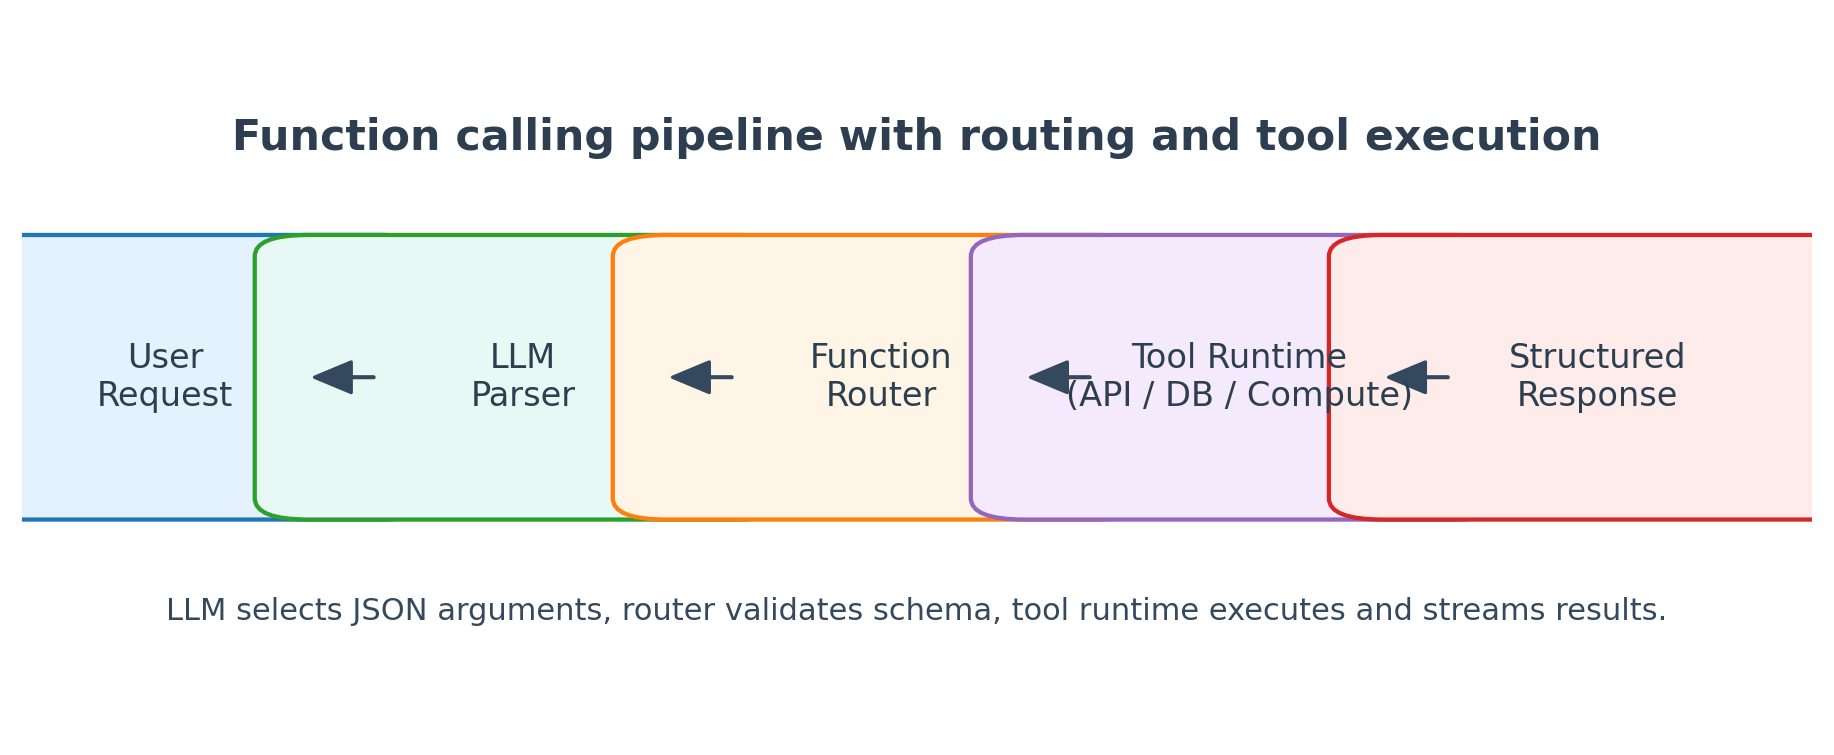 Function calling pipeline with routing and tool execution
User
Request
LLM
Parser
Function
Router
Tool Runtime
(API / DB / Compute)
Structured
Response
LLM selects JSON arguments, router validates schema, tool runtime executes and streams results.